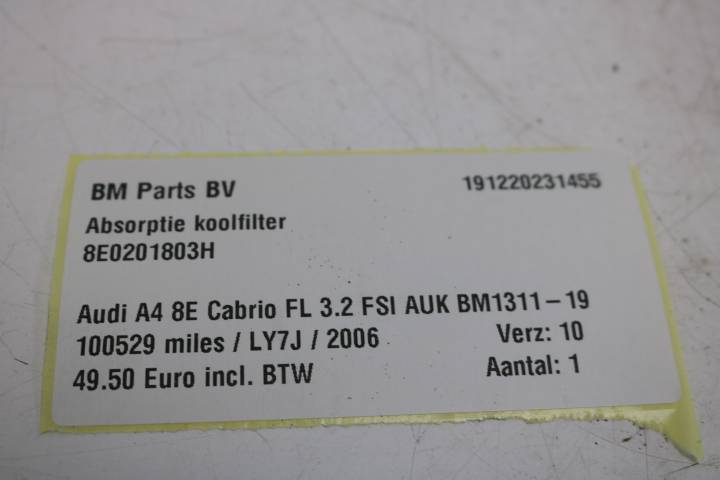 BM Parts BV 191220231455
Absorptie koolfilter
8E0201803H
Audi A4 8E Cabrio FL 3.2 FSI AUK BM1311-19
100529 miles / LY7J / 2006 Verz: 10
49.50 Euro incl. BTW Aantal: 1